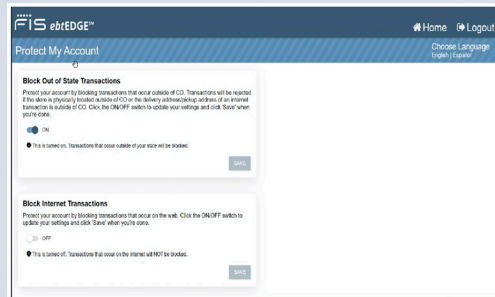 FIS ebtEDGE™
Home Logout
Protect My Account
Choose Language
English | Español
Block Out of State Transactions
Protect your account by blocking transactions that occur outside of CO. Transactions will be rejected
if the store is physically located outside of CO or the delivery address/pickup address of an internet
transaction is outside of CO. Click the ON/OFF switch to update your settings and click 'Save' when
you're done.
ON
This is turned on. Transactions that occur outside of your state will be blocked.
SAVE
Block Internet Transactions
Protect your account by blocking transactions that occur on the web. Click the ON/OFF switch to
update your settings and click 'Save' when you're done.
OFF
This is turned off. Transactions that occur on the internet will NOT be blocked.
SAVE